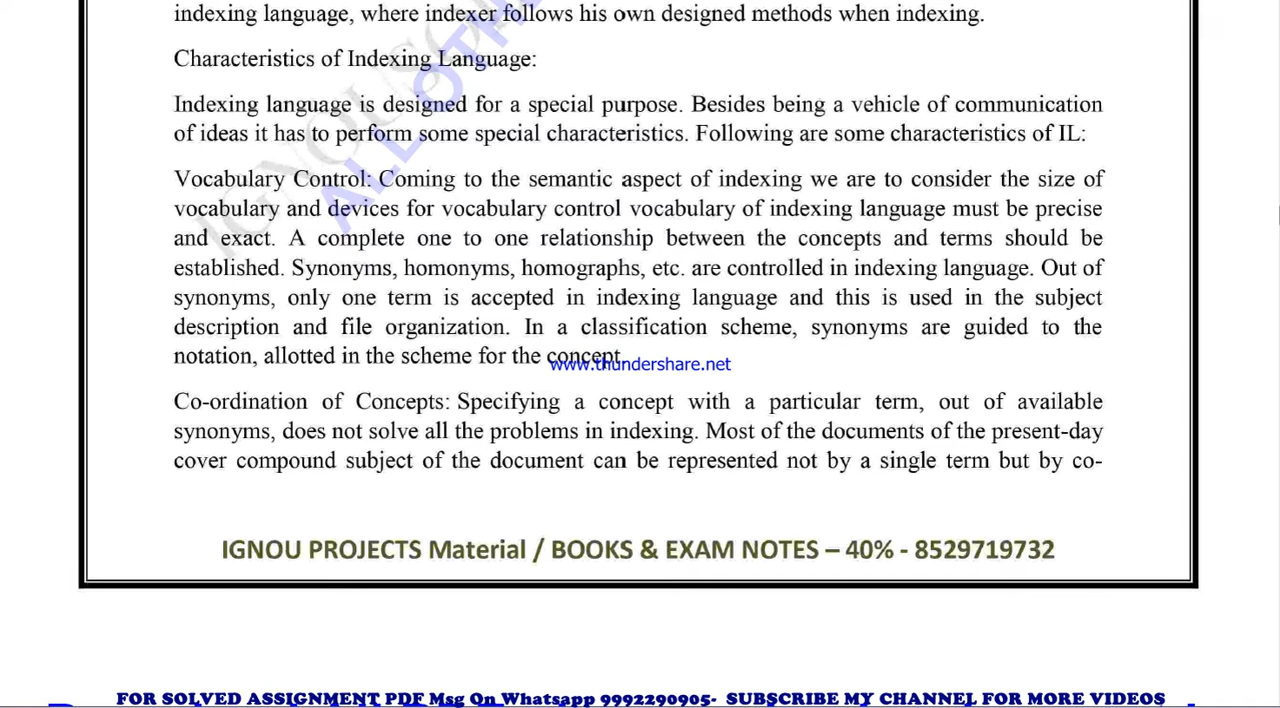 indexing language, where indexer follows his own designed methods when indexing.
Characteristics of Indexing Language:
Indexing language is designed for a special purpose. Besides being a vehicle of communication
of ideas it has to perform some special characteristics. Following are some characteristics of IL:
Vocabulary Control: Coming to the semantic aspect of indexing we are to consider the size of
vocabulary and devices for vocabulary control vocabulary of indexing language must be precise
and exact. A complete one to one relationship between the concepts and terms should be
established. Synonyms, homonyms, homographs, etc. are controlled in indexing language. Out of
synonyms, only one term is accepted in indexing language and this is used in the subject
description and file organization. In a classification scheme, synonyms are guided to the
notation, allotted in the scheme for the concept.
www.thundershare.net
Co-ordination of Concepts: Specifying a concept with a particular term, out of available
synonyms, does not solve all the problems in indexing. Most of the documents of the present-day
cover compound subject of the document can be represented not by a single term but by co-
IGNOU PROJECTS Material / BOOKS & EXAM NOTES – 40% - 8529719732
FOR SOLVED ASSIGNMENT PDF Msg On Whatsapp 9992290905- SUBSCRIBE MY CHANNEL FOR MORE VIDEOS